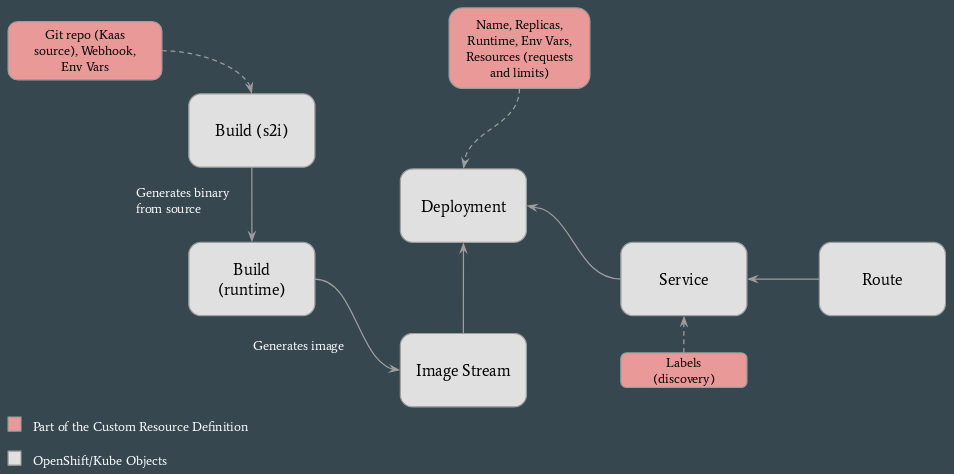 Git repo (Kaas
source), Webhook,
Env Vars
Name, Replicas,
Runtime, Env Vars,
Resources (requests
and limits)
Build (s2i)
Generates binary
from source
Deployment
Build
(runtime)
Service
Route
Generates image
Image Stream
Labels
(discovery)
Part of the Custom Resource Definition
OpenShift/Kube Objects